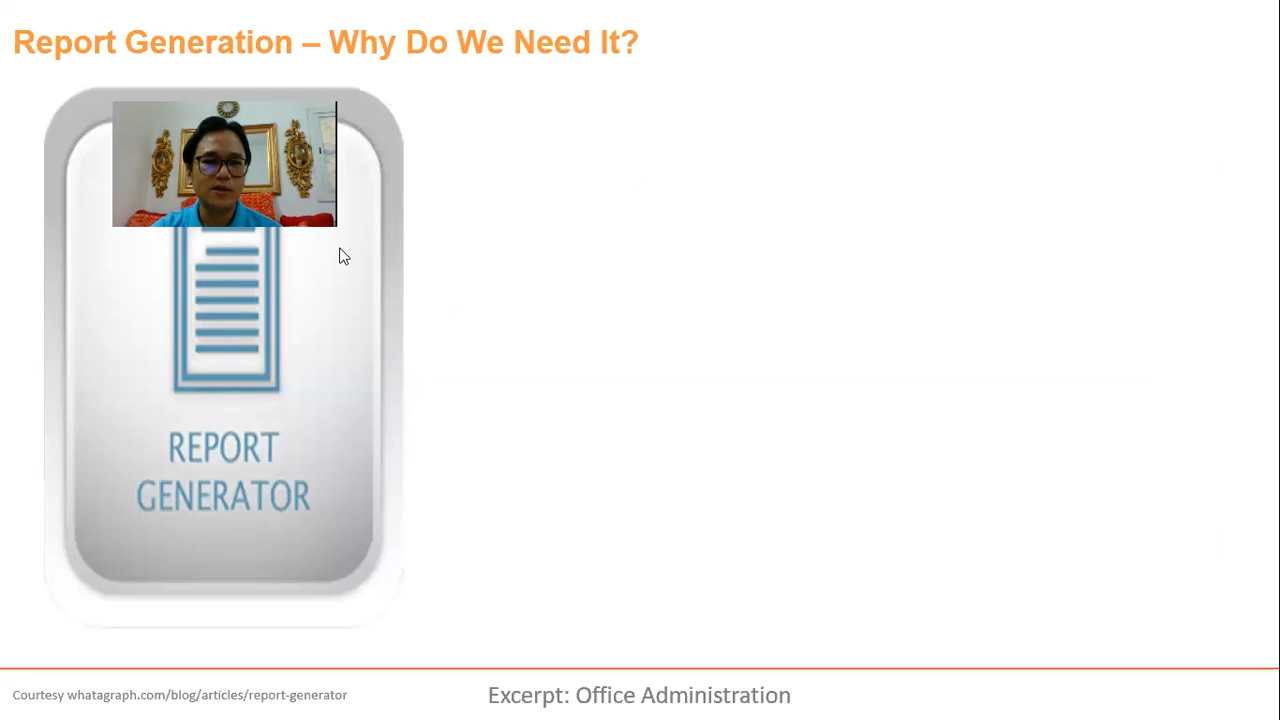 Report Generation – Why Do We Need It?
REPORT
GENERATOR
Courtesy whatagraph.com/blog/articles/report-generator
Excerpt: Office Administration